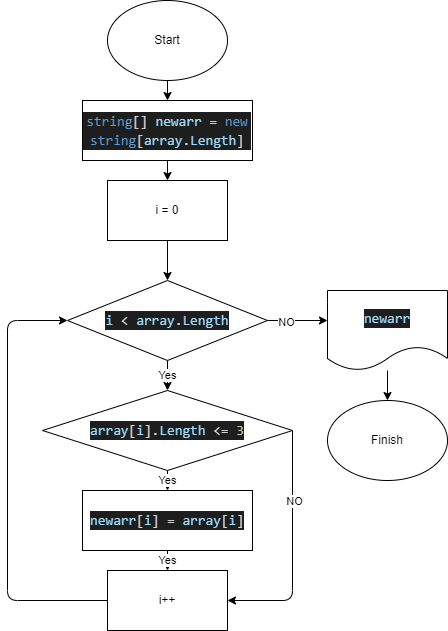 Start
string[] newarr = new
string[array.Length]
i = 0
i < array.Length
NO
newarr
Yes
array[i].Length <= 3
Finish
Yes
NO
newarr[i] = array[i]
Yes
i++